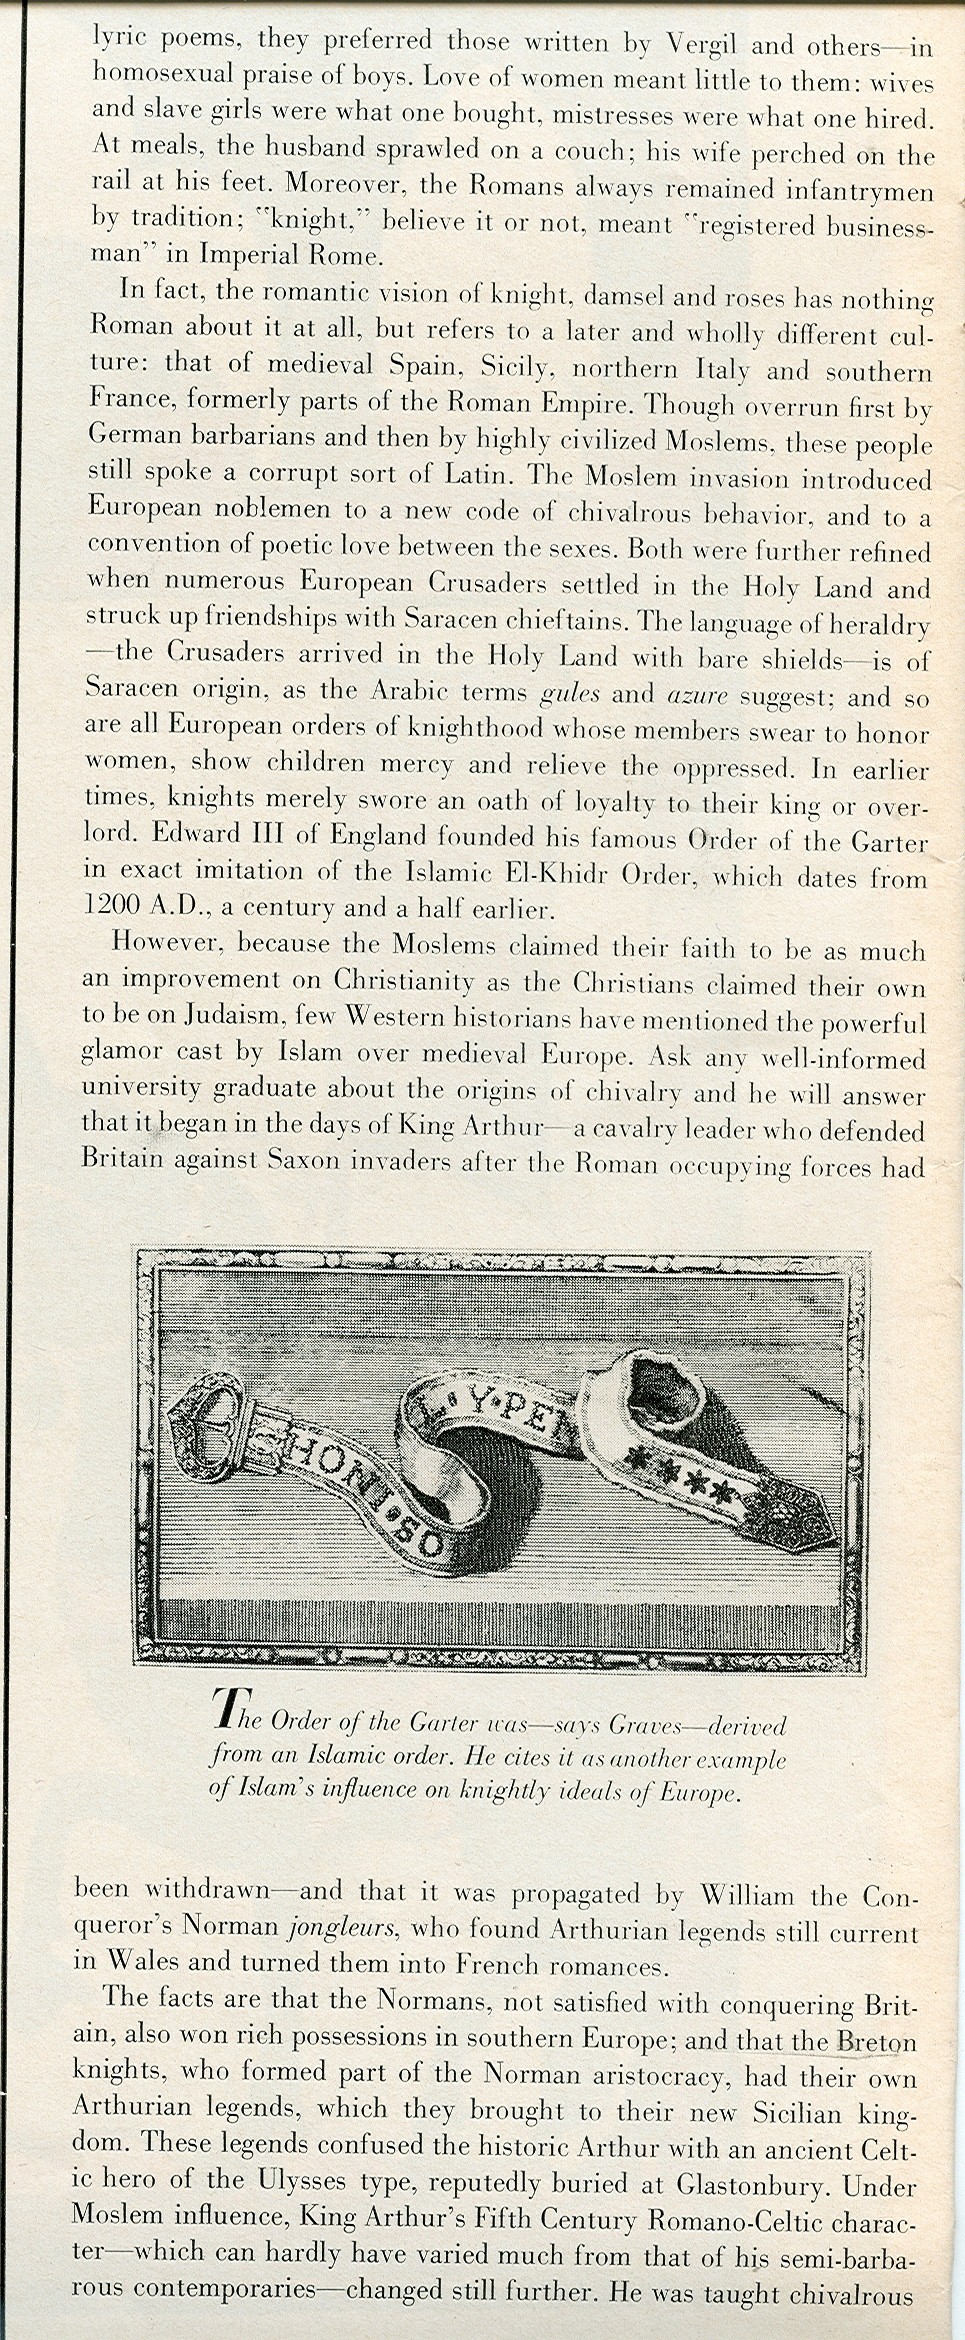 lyric poems, they preferred those written by Vergil and others—in
homosexual praise of boys. Love of women meant little to them: wives
and slave girls were what one bought, mistresses were what one hired.
At meals, the husband sprawled on a couch; his wife perched on the
rail at his feet. Moreover, the Romans always remained infantrymen
by tradition; "knight," believe it or not, meant "registered business-
man" in Imperial Rome.
In fact, the romantic vision of knight, damsel and roses has nothing
Roman about it at all, but refers to a later and wholly different cul-
ture: that of medieval Spain, Sicily, northern Italy and southern
France, formerly parts of the Roman Empire. Though overrun first by
German barbarians and then by highly civilized Moslems, these people
still spoke a corrupt sort of Latin. The Moslem invasion introduced
European noblemen to a new code of chivalrous behavior, and to a
convention of poetic love between the sexes. Both were further refined
when numerous European Crusaders settled in the Holy Land and
struck up friendships with Saracen chieftains. The language of heraldry
—the Crusaders arrived in the Holy Land with bare shields—is of
Saracen origin, as the Arabic terms gules and azure suggest; and so
are all European orders of knighthood whose members swear to honor
women, show children mercy and relieve the oppressed. In earlier
times, knights merely swore an oath of loyalty to their king or over-
lord. Edward III of England founded his famous Order of the Garter
in exact imitation of the Islamic El-Khidr Order, which dates from
1200 A.D., a century and a half earlier.
However, because the Moslems claimed their faith to be as much
an improvement on Christianity as the Christians claimed their own
to be on Judaism, few Western historians have mentioned the powerful
glamor cast by Islam over medieval Europe. Ask any well-informed
university graduate about the origins of chivalry and he will answer
that it began in the days of King Arthur—a cavalry leader who defended
Britain against Saxon invaders after the Roman occupying forces had
HONI•SO
L•Y•PEN
The Order of the Garter was—says Graves—derived
from an Islamic order. He cites it as another example
of Islam's influence on knightly ideals of Europe.
been withdrawn—and that it was propagated by William the Con-
queror's Norman jongleurs, who found Arthurian legends still current
in Wales and turned them into French romances.
The facts are that the Normans, not satisfied with conquering Brit-
ain, also won rich possessions in southern Europe; and that the Breton
knights, who formed part of the Norman aristocracy, had their own
Arthurian legends, which they brought to their new Sicilian king-
dom. These legends confused the historic Arthur with an ancient Celt-
ic hero of the Ulysses type, reputedly buried at Glastonbury. Under
Moslem influence, King Arthur's Fifth Century Romano-Celtic charac-
ter—which can hardly have varied much from that of his semi-barba-
rous contemporaries—changed still further. He was taught chivalrous